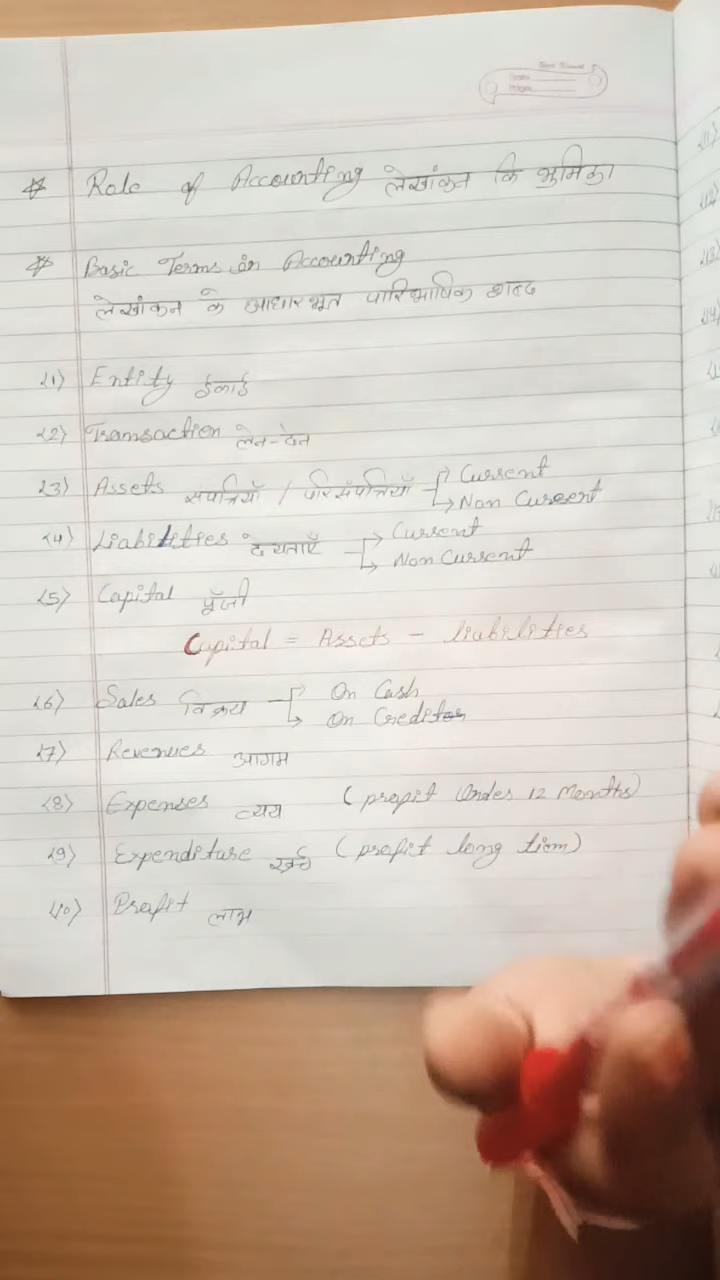 ☆ Role of Accounting लेखांकन कि भुमिका
☆ Basic Terms in Accounting
लेखांकन के आधारभूत पारिभाषिक शब्द
<1> Entity ईकाई
<2> Transaction लेन-देन
<3> Assets संपत्तियाँ / परिसंपत्तियाँ → Current
→ Non Current
<4> Liabilities देयताएँ → Current
→ Non Current
<5> Capital पूँजी
Capital = Assets - liabilities
<6> Sales विक्रय → On Cash
→ On Credit
<7> Revenues आगम
<8> Expenses व्यय (profit Under 12 Months)
<9> Expenditure खर्च (profit long tiom)
<10> Profit लाभ